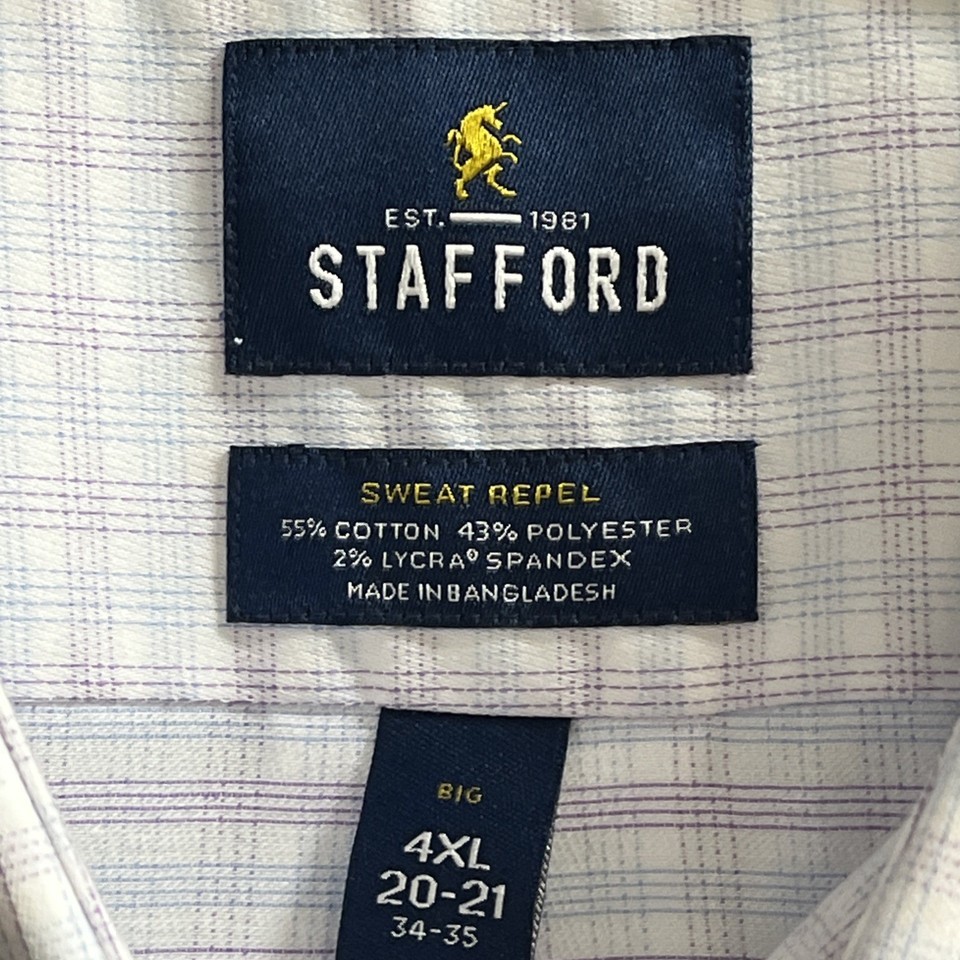 EST. 1981
STAFFORD
SWEAT REPEL
55% COTTON 43% POLYESTER
2% LYCRA® SPANDEX
MADE IN BANGLADESH
BIG
4XL
20-21
34-35